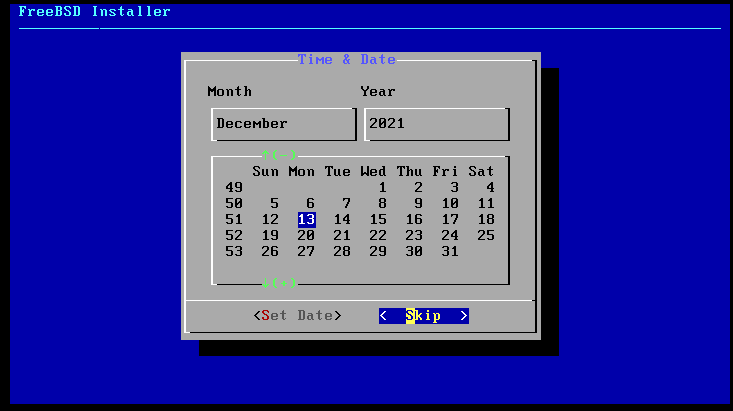 FreeBSD Installer
Time & Date
Month Year
December 2021
↑(-)
Sun Mon Tue Wed Thu Fri Sat
49 1 2 3 4
50 5 6 7 8 9 10 11
51 12 13 14 15 16 17 18
52 19 20 21 22 23 24 25
53 26 27 28 29 30 31
↓(+)
<Set Date> < Skip >